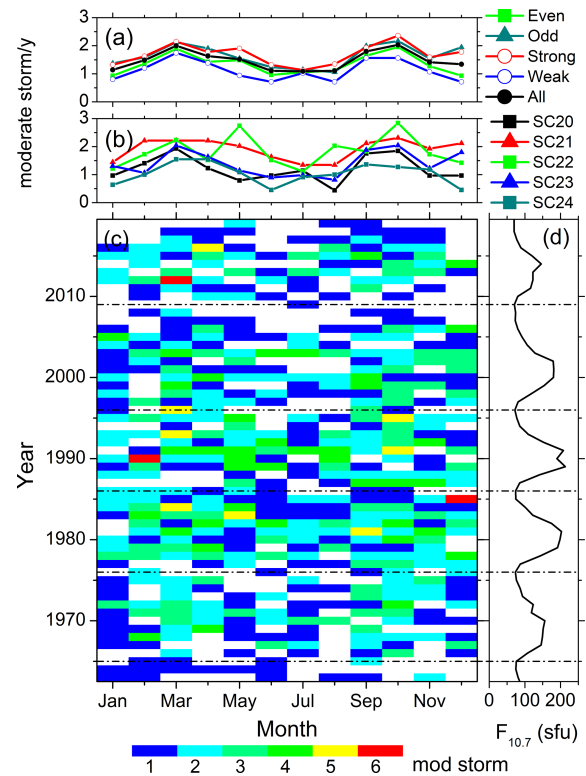 (a)
3
2
1
0
Even
Odd
Strong
Weak
All
moderate storm/y
(b)
3
2
1
0
SC20
SC21
SC22
SC23
SC24
(c)
(d)
2010
2000
1990
1980
1970
Year
Jan Mar May Jul Sep Nov
Month
0 100 200
F10.7 (sfu)
1 2 3 4 5 6 mod storm